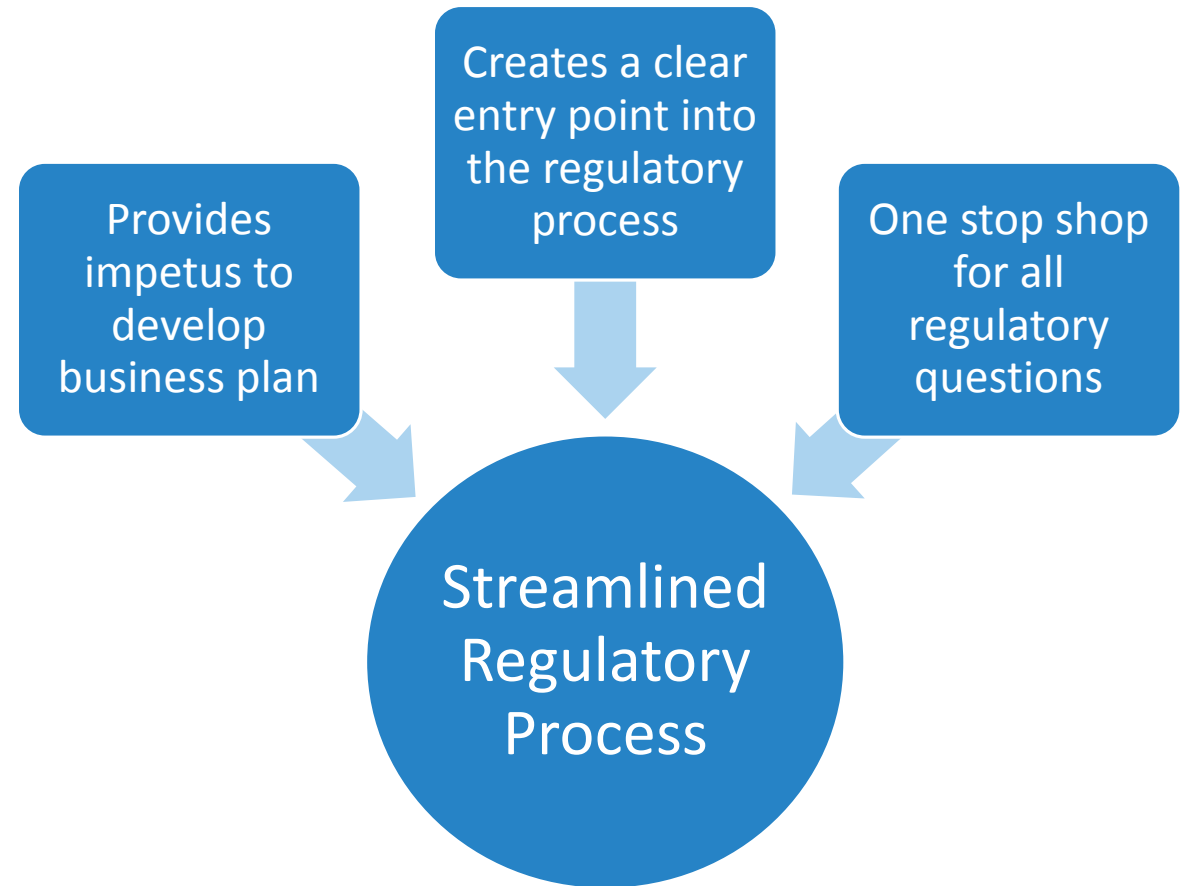 Creates a clear
entry point into
the regulatory
process
Provides
impetus to
develop
business plan
One stop shop
for all
regulatory
questions
Streamlined
Regulatory
Process